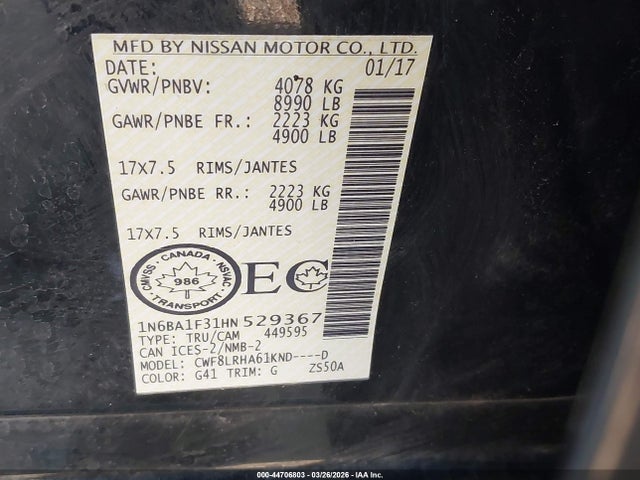 MFD BY NISSAN MOTOR CO., LTD.
DATE: 01/17
GVWR/PNBV: 4078 KG
8990 LB
GAWR/PNBE FR.: 2223 KG
4900 LB
17X7.5 RIMS/JANTES
GAWR/PNBE RR.: 2223 KG
4900 LB
17X7.5 RIMS/JANTES
CMVSS - CANADA - NSVAC
986
TRANSPORT
EC
1N6BA1F31HN529367
TYPE: TRU/CAM 449595
CAN ICES-2/NMB-2
MODEL: CWF8LRHA61KND----D
COLOR: G41 TRIM: G ZS50A
000-44706803 - 03/26/2026 - IAA Inc.